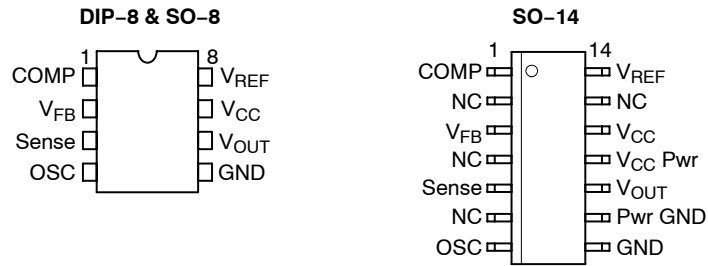 DIP–8 & SO–8
1 8
COMP VREF
VFB VCC
Sense VOUT
OSC GND
SO–14
1 14
COMP VREF
NC NC
VFB VCC
NC VCC Pwr
Sense VOUT
NC Pwr GND
OSC GND